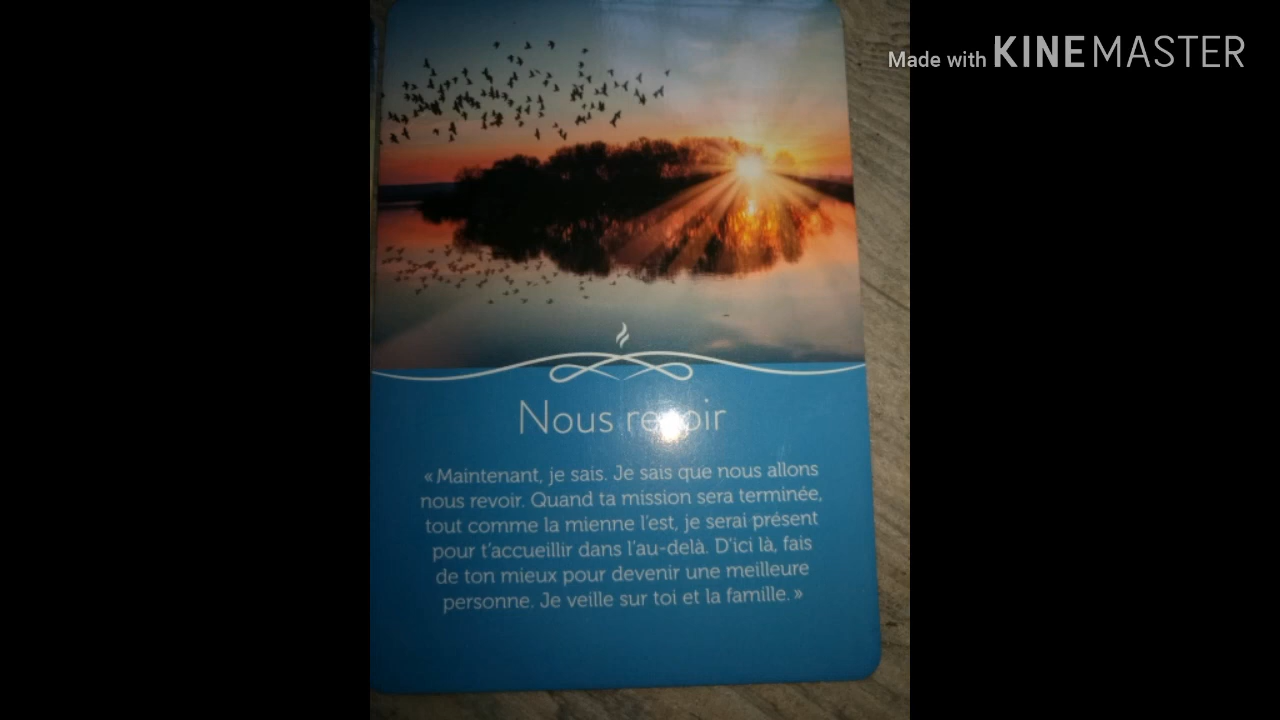 Made with KINEMASTER
Nous revoir
« Maintenant, je sais. Je sais que nous allons
nous revoir. Quand ta mission sera terminée,
tout comme la mienne l'est, je serai présent
pour t'accueillir dans l'au-delà. D'ici là, fais
de ton mieux pour devenir une meilleure
personne. Je veille sur toi et la famille. »